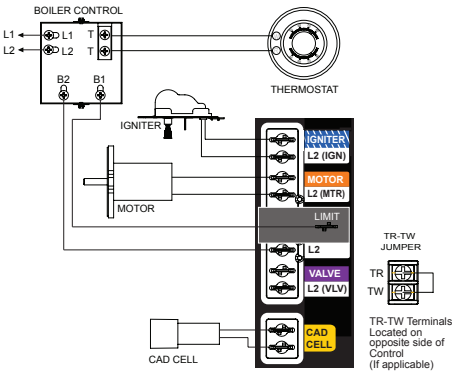 BOILER CONTROL
L1
L1
T
L2
L2
T
B2
B1
THERMOSTAT
IGNITER
IGNITER
L2 (IGN)
MOTOR
L2 (MTR)
MOTOR
LIMIT
L2
VALVE
L2 (VLV)
TR-TW
JUMPER
TR
TW
CAD
CELL
CAD CELL
TR-TW Terminals
Located on
opposite side of
Control
(If applicable)